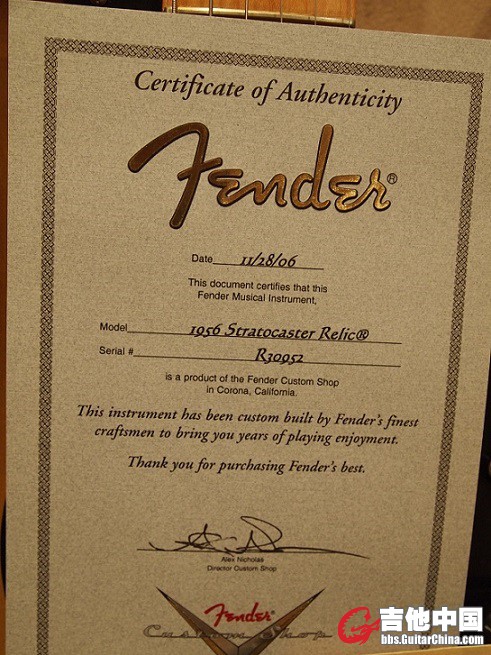 Certificate of Authenticity
Fender®
Date 11/28/06
This document certifies that this
Fender Musical Instrument,
Model 1956 Stratocaster Relic®
Serial # R30952
is a product of the Fender Custom Shop
in Corona, California.
This instrument has been custom built by Fender's finest
craftsmen to bring you years of playing enjoyment.
Thank you for purchasing Fender's best.
Alex Nicholas
Director Custom Shop
Fender
Custom Shop
吉他中国
bbs.GuitarChina.com